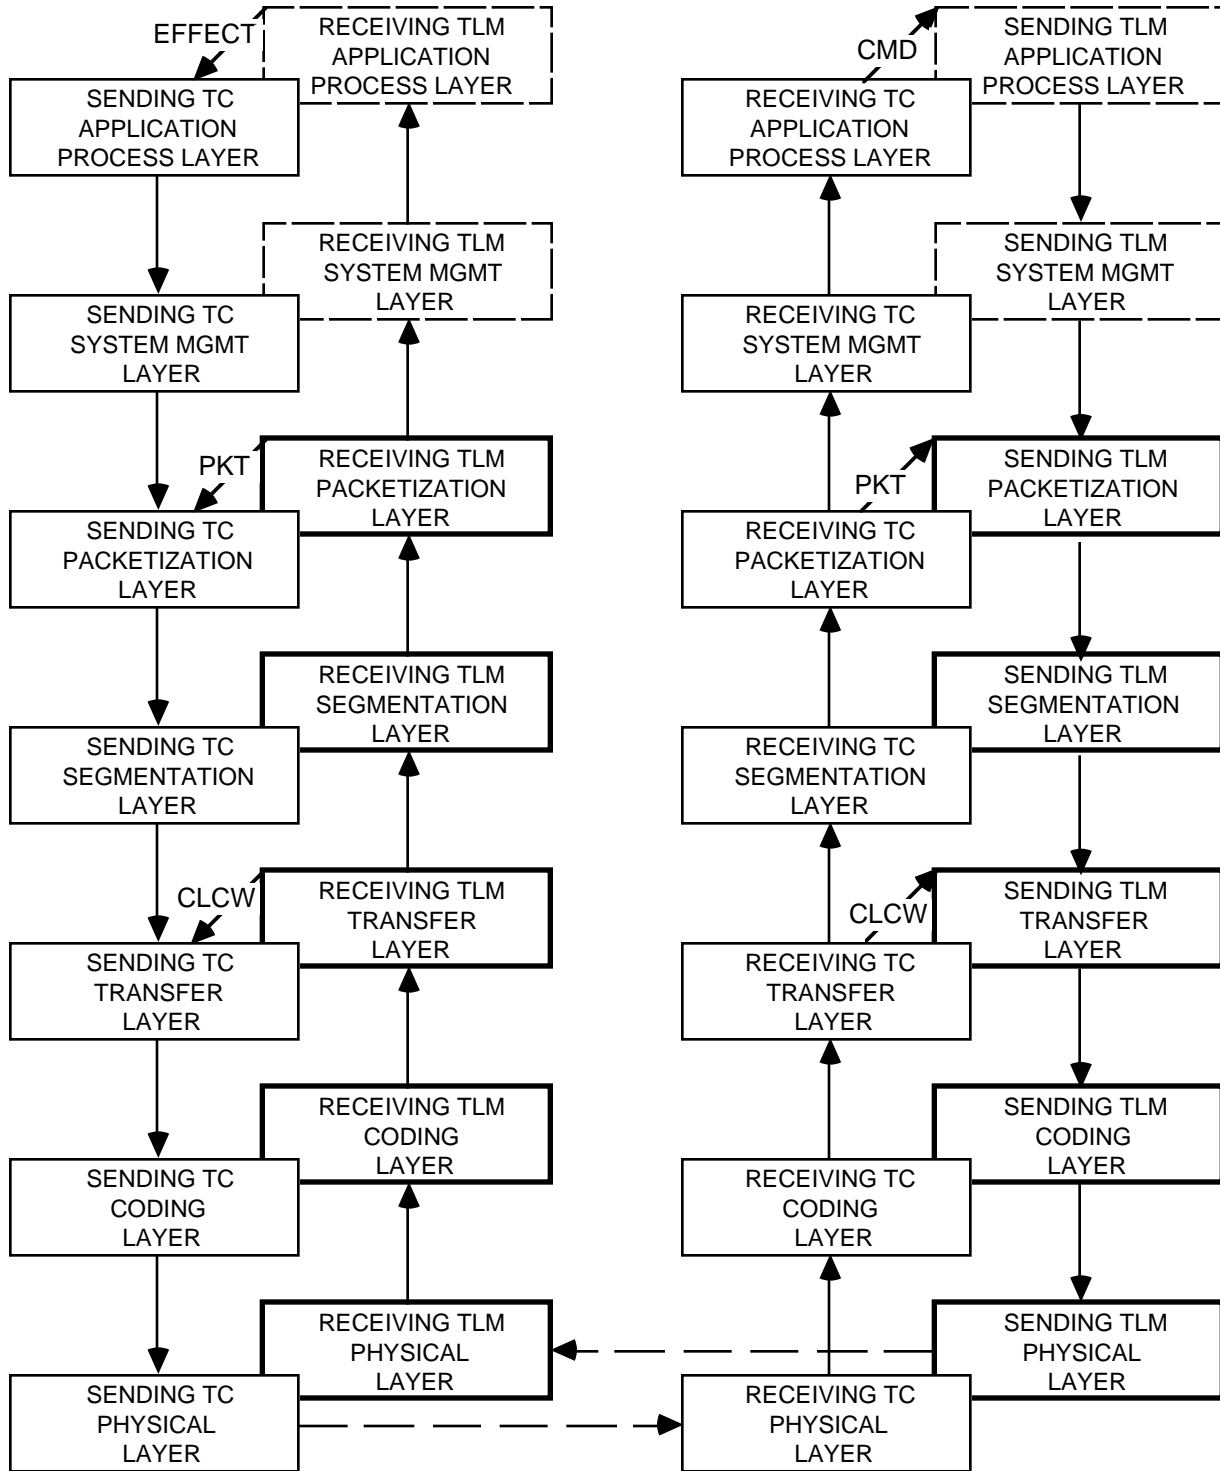 EFFECT
RECEIVING TLM
APPLICATION
PROCESS LAYER
CMD
SENDING TLM
APPLICATION
PROCESS LAYER
SENDING TC
APPLICATION
PROCESS LAYER
RECEIVING TC
APPLICATION
PROCESS LAYER
RECEIVING TLM
SYSTEM MGMT
LAYER
SENDING TLM
SYSTEM MGMT
LAYER
SENDING TC
SYSTEM MGMT
LAYER
RECEIVING TC
SYSTEM MGMT
LAYER
PKT
RECEIVING TLM
PACKETIZATION
LAYER
PKT
SENDING TLM
PACKETIZATION
LAYER
SENDING TC
PACKETIZATION
LAYER
RECEIVING TC
PACKETIZATION
LAYER
RECEIVING TLM
SEGMENTATION
LAYER
SENDING TLM
SEGMENTATION
LAYER
SENDING TC
SEGMENTATION
LAYER
RECEIVING TC
SEGMENTATION
LAYER
CLCW
RECEIVING TLM
TRANSFER
LAYER
CLCW
SENDING TLM
TRANSFER
LAYER
SENDING TC
TRANSFER
LAYER
RECEIVING TC
TRANSFER
LAYER
RECEIVING TLM
CODING
LAYER
SENDING TLM
CODING
LAYER
SENDING TC
CODING
LAYER
RECEIVING TC
CODING
LAYER
RECEIVING TLM
PHYSICAL
LAYER
SENDING TLM
PHYSICAL
LAYER
SENDING TC
PHYSICAL
LAYER
RECEIVING TC
PHYSICAL
LAYER